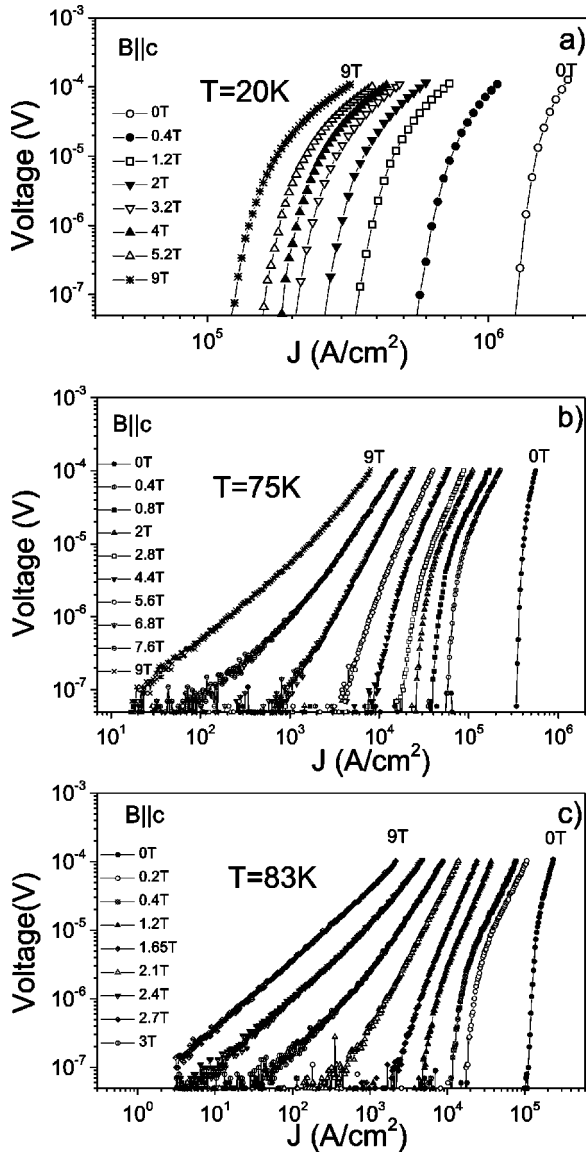 10⁻³
a)
B||c
9T
0T
T=20K
10⁻⁴
0T
0.4T
1.2T
2T
3.2T
4T
5.2T
9T
10⁻⁵
10⁻⁶
10⁻⁷
Voltage (V)
10⁵
10⁶
J (A/cm²)
10⁻³
b)
B||c
9T
0T
T=75K
10⁻⁴
0T
0.4T
0.8T
2T
2.8T
4.4T
5.6T
6.8T
7.6T
9T
10⁻⁵
10⁻⁶
10⁻⁷
Voltage (V)
10¹
10²
10³
10⁴
10⁵
10⁶
J (A/cm²)
10⁻³
c)
B||c
9T
0T
T=83K
10⁻⁴
0T
0.2T
0.4T
1.2T
1.65T
2.1T
2.4T
2.7T
3T
10⁻⁵
10⁻⁶
10⁻⁷
Voltage(V)
10⁰
10¹
10²
10³
10⁴
10⁵
J (A/cm²)